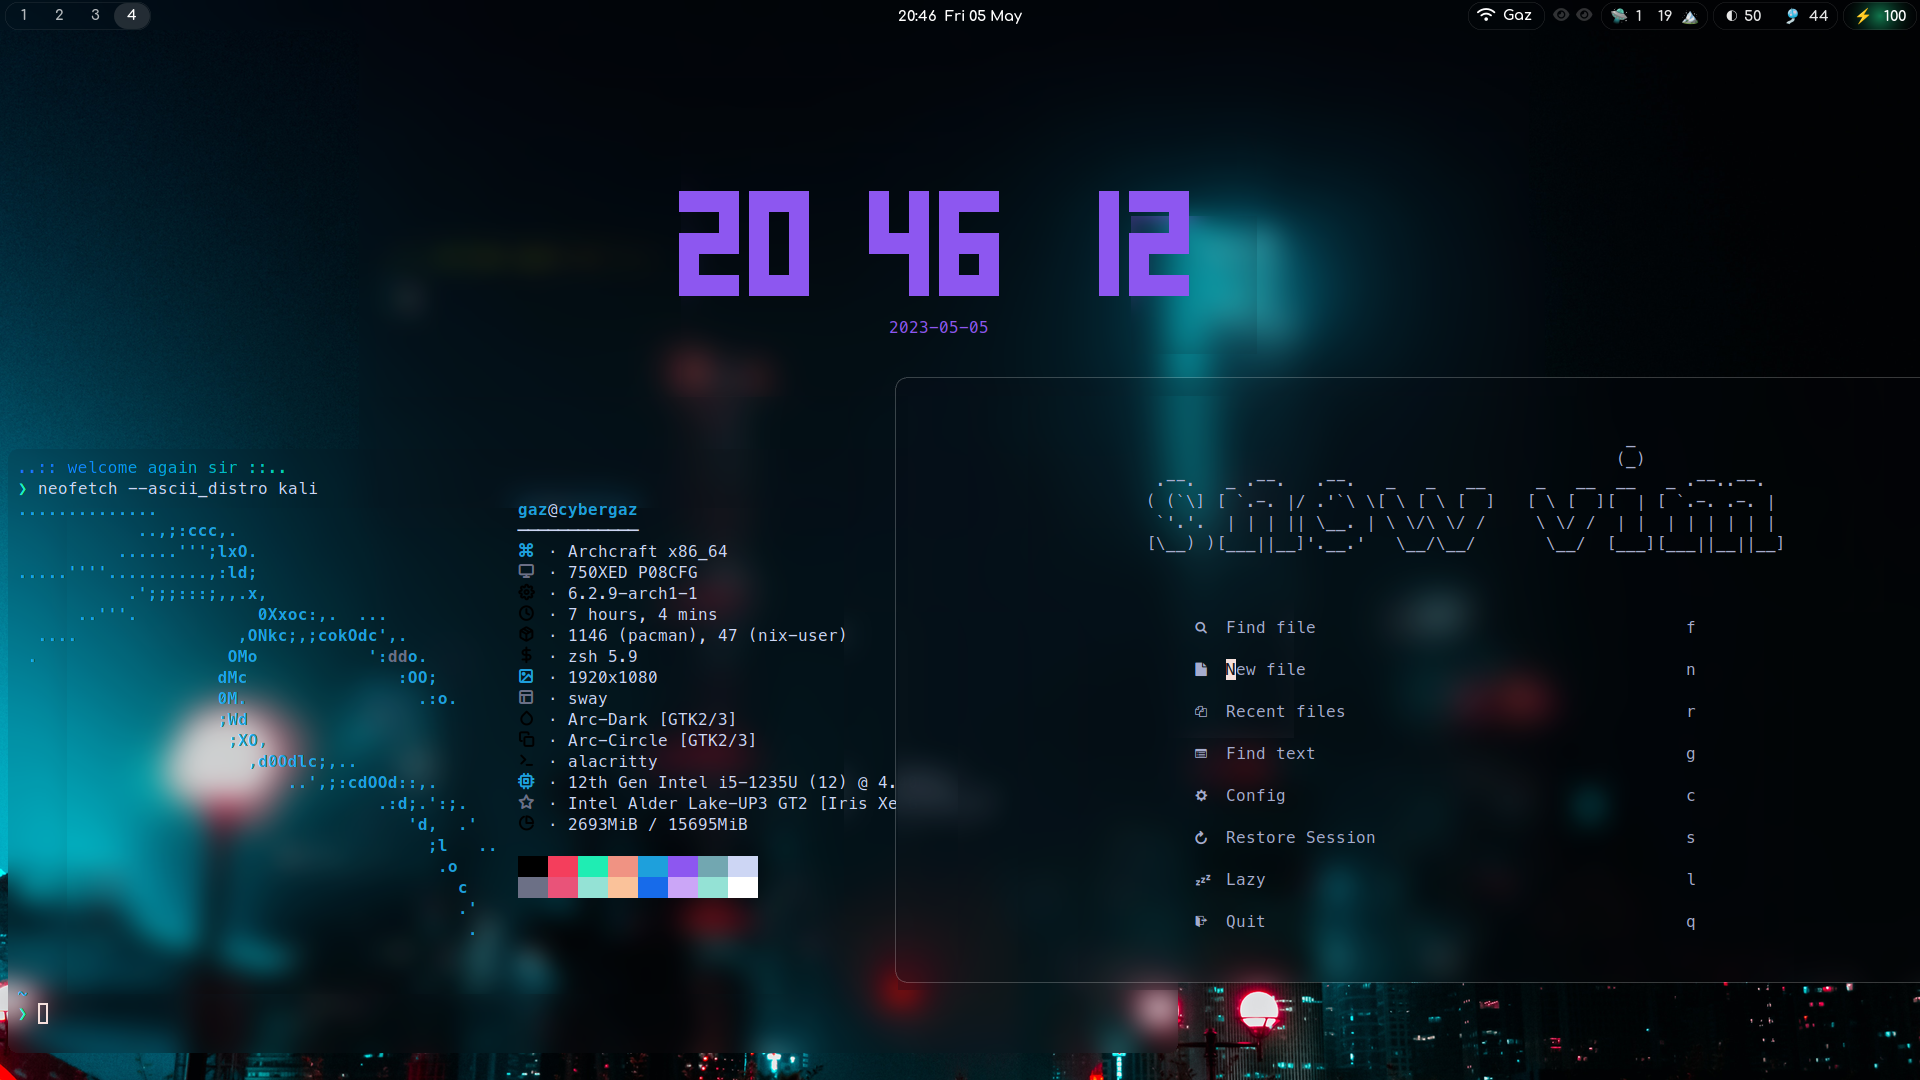 1 2 3 4
20:46 Fri 05 May
Gaz 1 19 50 44 100
20 46 12
2023-05-05
..:: welcome again sir ::..
❯ neofetch --ascii_distro kali
gaz@cybergaz
· Archcraft x86_64
· 750XED P08CFG
· 6.2.9-arch1-1
· 7 hours, 4 mins
· 1146 (pacman), 47 (nix-user)
· zsh 5.9
· 1920x1080
· sway
· Arc-Dark [GTK2/3]
· Arc-Circle [GTK2/3]
· alacritty
· 12th Gen Intel i5-1235U (12) @ 4.
· Intel Alder Lake-UP3 GT2 [Iris Xe
· 2693MiB / 15695MiB
~
❯
snow vim
Find file f
New file n
Recent files r
Find text g
Config c
Restore Session s
Lazy l
Quit q